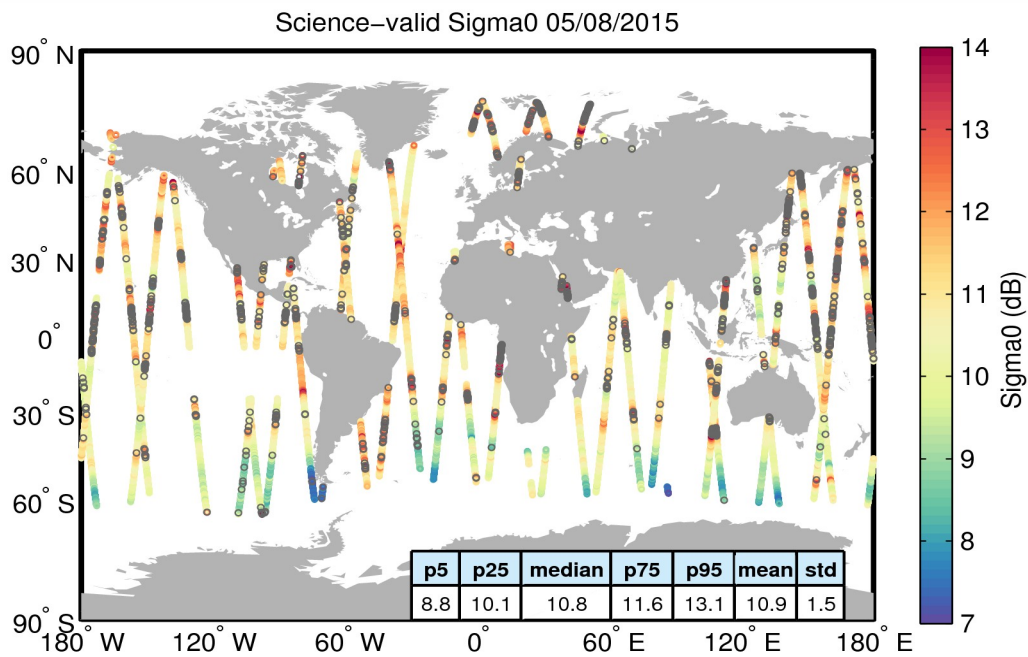 Science−valid Sigma0 05/08/2015
90° N
60° N
30° N
0°
30° S
60° S
90° S
180° W
120° W
60° W
0°
60° E
120° E
180° E
p5 p25 median p75 p95 mean std
8.8 10.1 10.8 11.6 13.1 10.9 1.5
14
13
12
11
10
9
8
7
Sigma0 (dB)